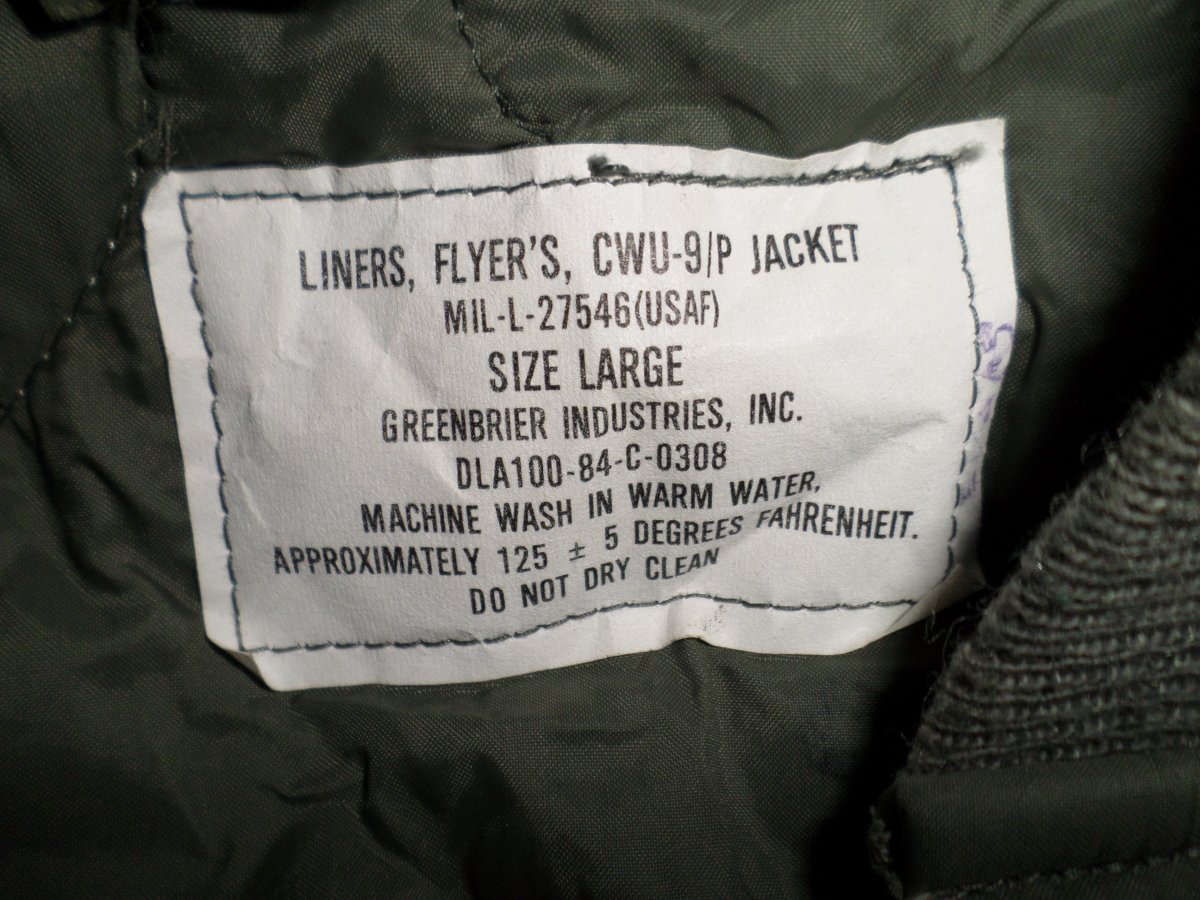 LINERS, FLYER'S, CWU-9/P JACKET
MIL-L-27546(USAF)
SIZE LARGE
GREENBRIER INDUSTRIES, INC.
DLA100-84-C-0308
MACHINE WASH IN WARM WATER,
APPROXIMATELY 125 ± 5 DEGREES FAHRENHEIT.
DO NOT DRY CLEAN